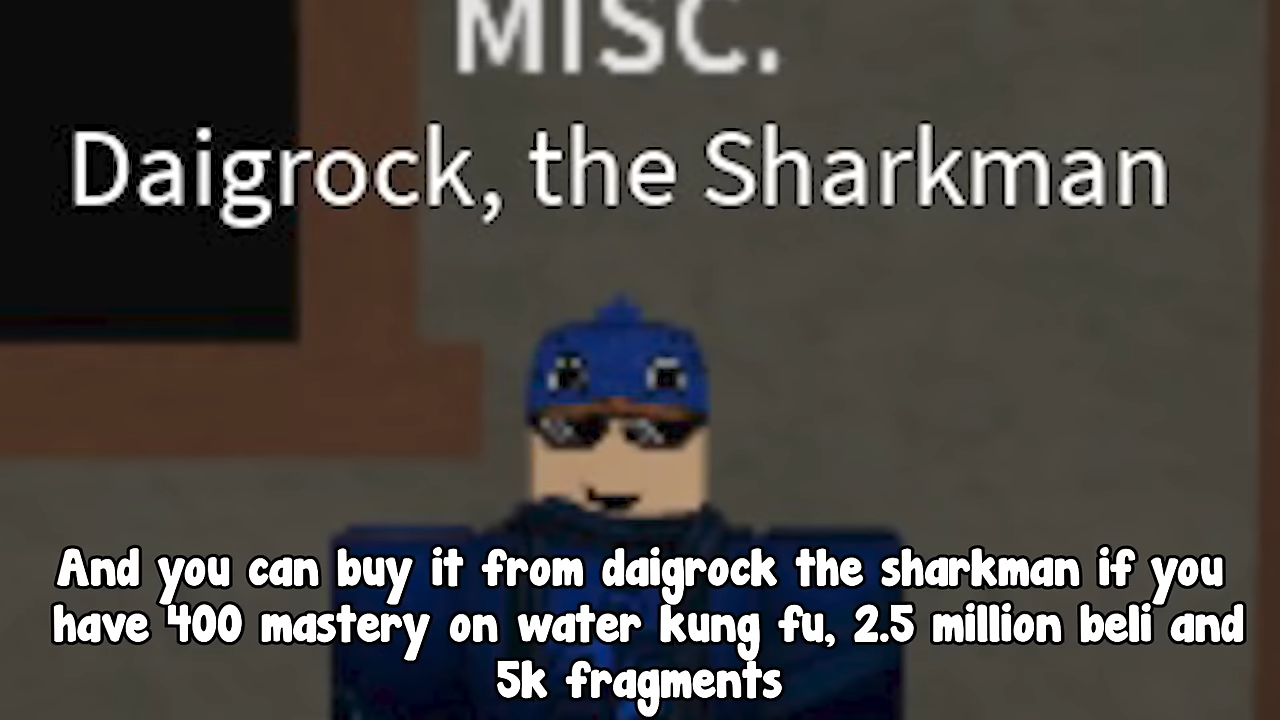 MISC.
Daigrock, the Sharkman
And you can buy it from daigrock the sharkman if you
have 400 mastery on water kung fu, 2.5 million beli and
5k fragments